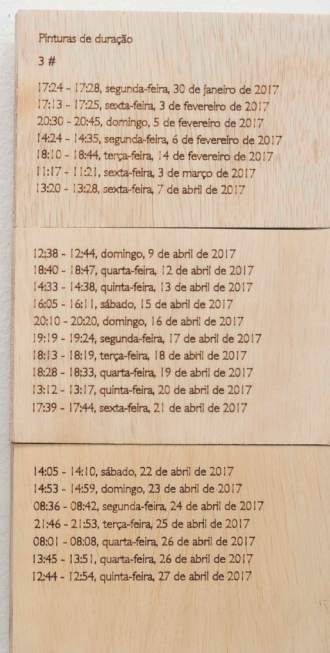 Pinturas de duração
3 #
17:24 - 17:28, segunda-feira, 30 de janeiro de 2017
17:13 - 17:25, sexta-feira, 3 de fevereiro de 2017
20:30 - 20:45, domingo, 5 de fevereiro de 2017
14:24 - 14:35, segunda-feira, 6 de fevereiro de 2017
18:10 - 18:44, terça-feira, 14 de fevereiro de 2017
11:17 - 11:21, sexta-feira, 3 de março de 2017
13:20 - 13:28, sexta-feira, 7 de abril de 2017
12:38 - 12:44, domingo, 9 de abril de 2017
18:40 - 18:47, quarta-feira, 12 de abril de 2017
14:33 - 14:38, quinta-feira, 13 de abril de 2017
16:05 - 16:11, sábado, 15 de abril de 2017
20:10 - 20:20, domingo, 16 de abril de 2017
19:19 - 19:24, segunda-feira, 17 de abril de 2017
18:13 - 18:19, terça-feira, 18 de abril de 2017
18:28 - 18:33, quarta-feira, 19 de abril de 2017
13:12 - 13:17, quinta-feira, 20 de abril de 2017
17:39 - 17:44, sexta-feira, 21 de abril de 2017
14:05 - 14:10, sábado, 22 de abril de 2017
14:53 - 14:59, domingo, 23 de abril de 2017
08:36 - 08:42, segunda-feira, 24 de abril de 2017
21:46 - 21:53, terça-feira, 25 de abril de 2017
08:01 - 08:08, quarta-feira, 26 de abril de 2017
13:45 - 13:51, quarta-feira, 26 de abril de 2017
12:44 - 12:54, quinta-feira, 27 de abril de 2017